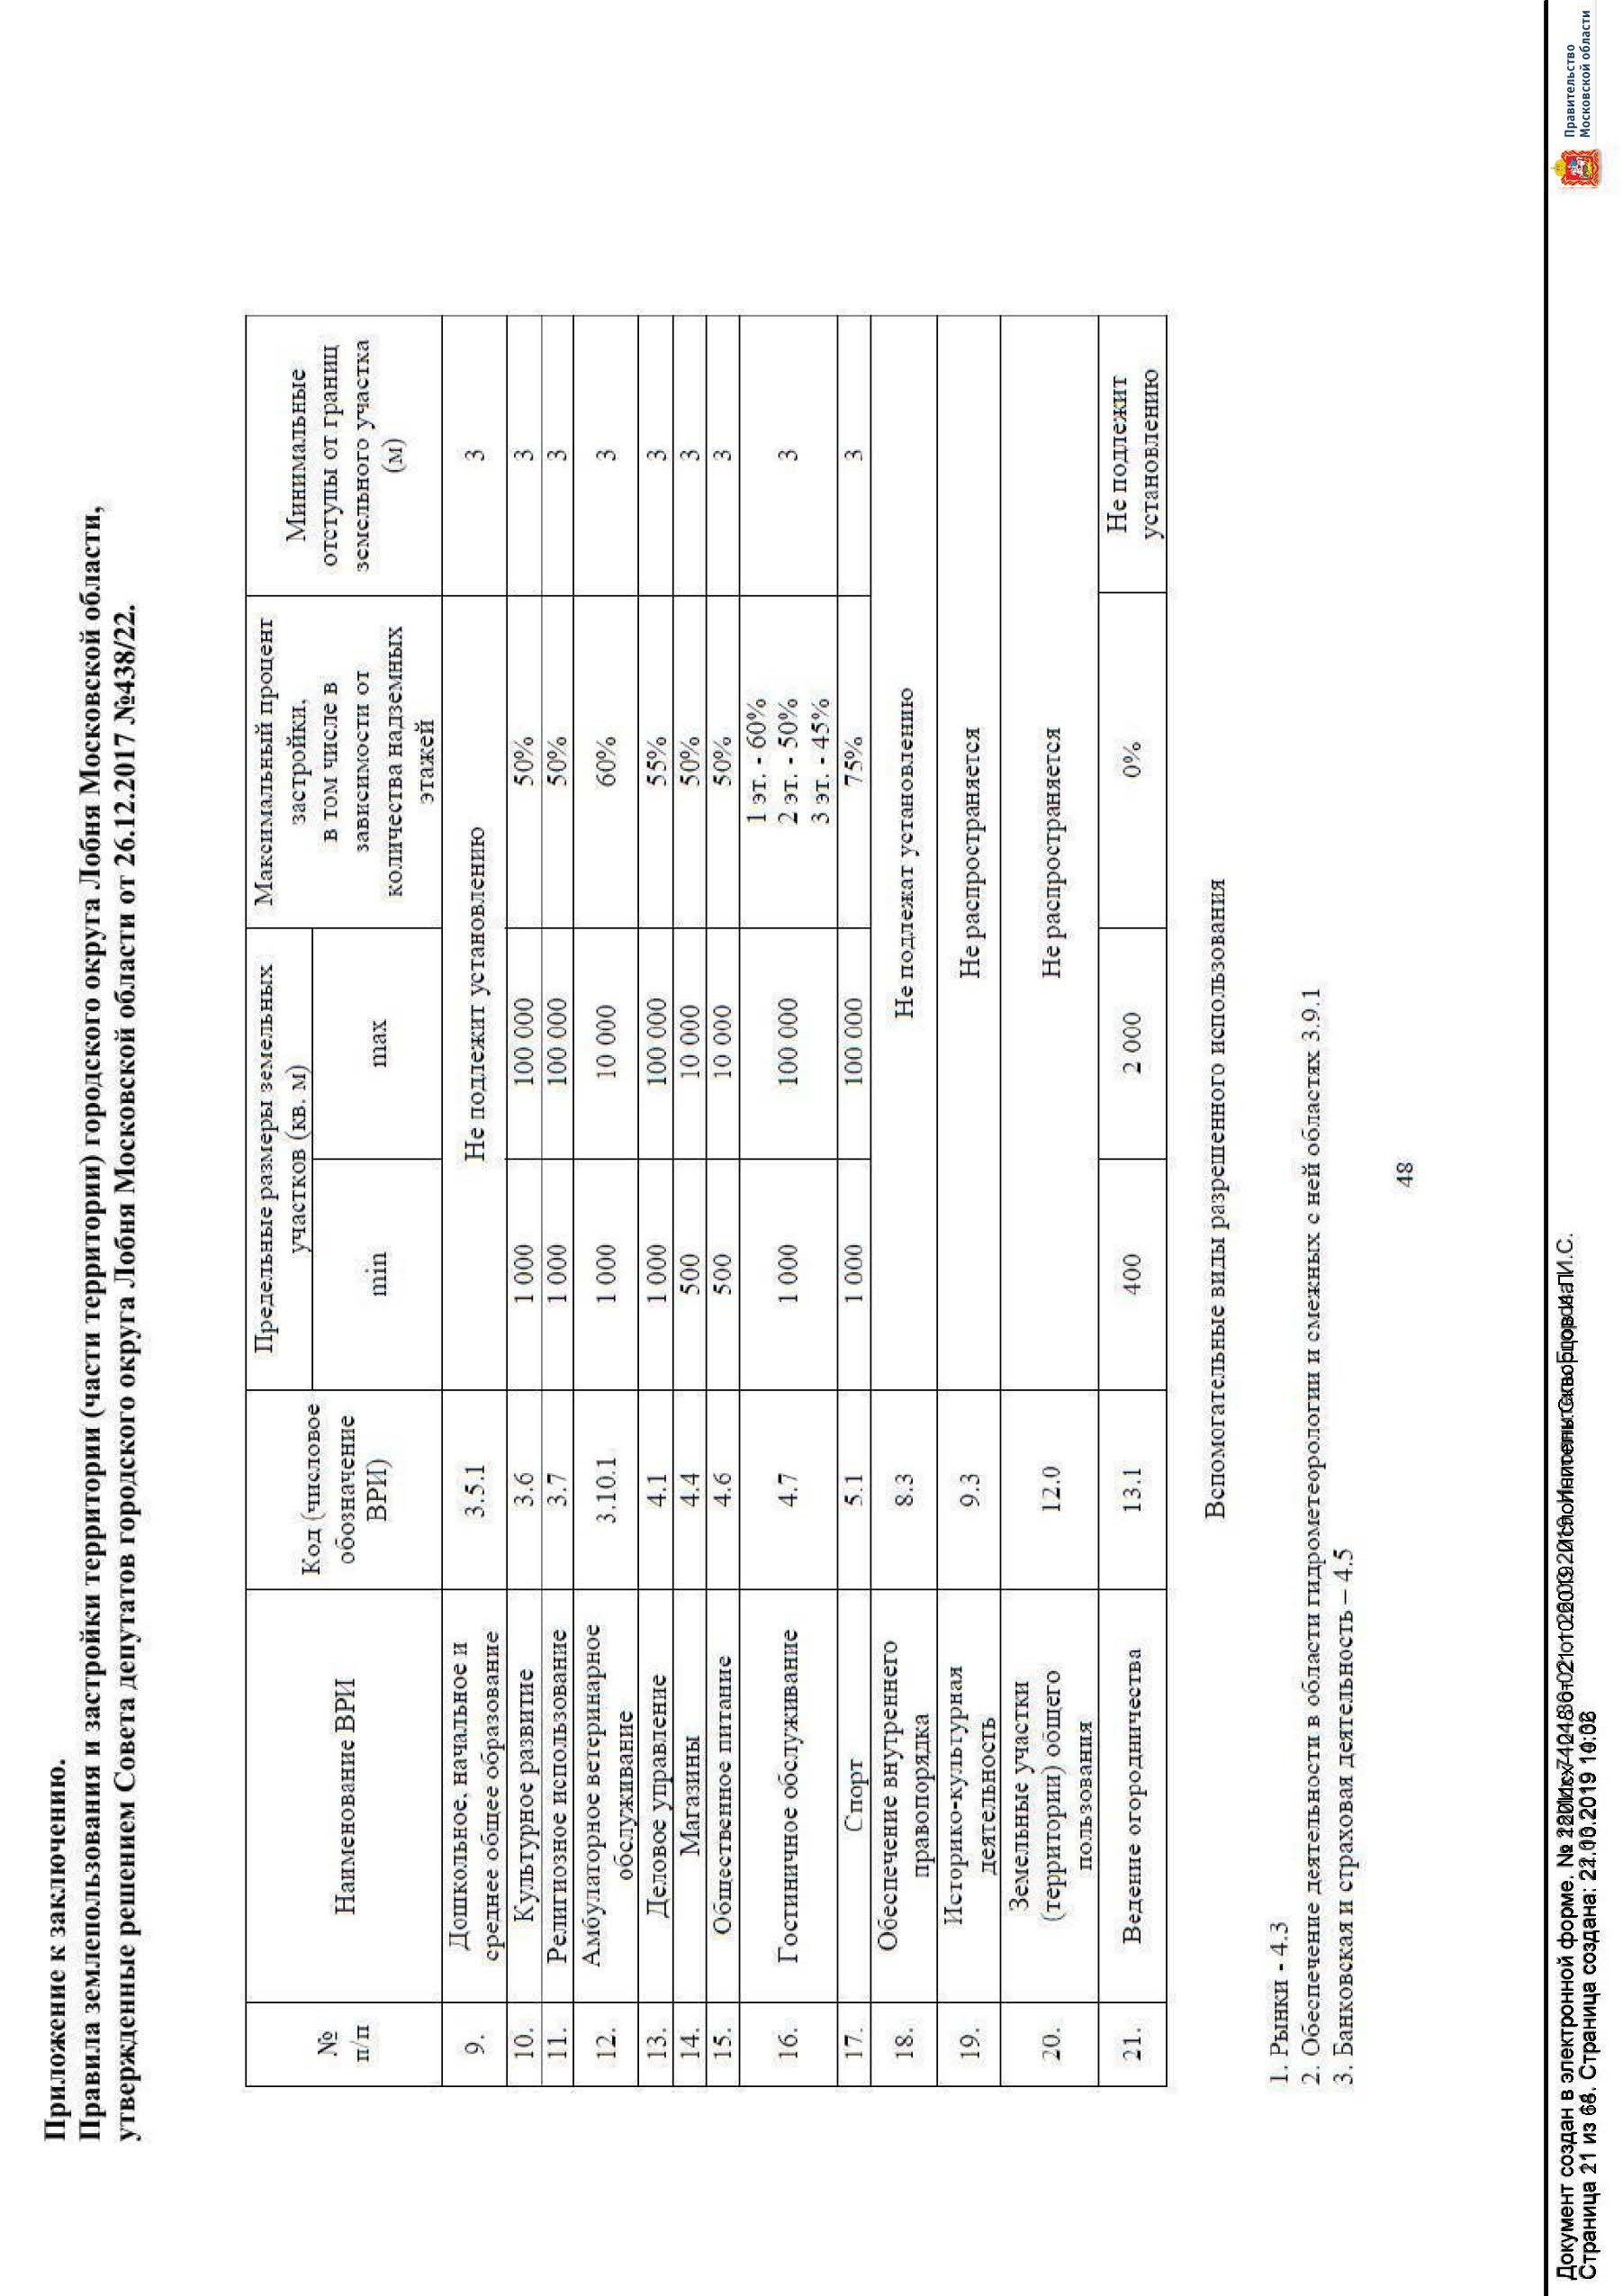 Приложение к заключению.
Правила землепользования и застройки территории (части территории) городского округа Лобня Московской области,
утвержденные решением Совета депутатов городского округа Лобня Московской области от 26.12.2017 №438/22.
№ п/п Наименование ВРИ Код (числовое обозначение ВРИ) Предельные размеры земельных участков (кв. м) min max Максимальный процент застройки, в том числе в зависимости от количества надземных этажей Минимальные отступы от границ земельного участка (м)
9. Дошкольное, начальное и среднее общее образование 3.5.1 Не подлежит установлению 3
10. Культурное развитие 3.6 1 000 100 000 50% 3
11. Религиозное использование 3.7 1 000 100 000 50% 3
12. Амбулаторное ветеринарное обслуживание 3.10.1 1 000 10 000 60% 3
13. Деловое управление 4.1 1 000 100 000 55% 3
14. Магазины 4.4 500 10 000 50% 3
15. Общественное питание 4.6 500 10 000 50% 3
16. Гостиничное обслуживание 4.7 1 000 100 000 1 эт. - 60% 2 эт. - 50% 3 эт. - 45% 3
17. Спорт 5.1 1 000 100 000 75% 3
18. Обеспечение внутреннего правопорядка 8.3 Не подлежат установлению
19. Историко-культурная деятельность 9.3 Не распространяется
20. Земельные участки (территории) общего пользования 12.0 Не распространяется
21. Ведение огородничества 13.1 400 2 000 0% Не подлежит установлению
Вспомогательные виды разрешенного использования
1. Рынки - 4.3
2. Обеспечение деятельности в области гидрометеорологии и смежных с ней областях 3.9.1
3. Банковская и страховая деятельность – 4.5
48
Документ создан в электронной форме. №
Страница 21 из Страница создана:
Правительство
Московской области